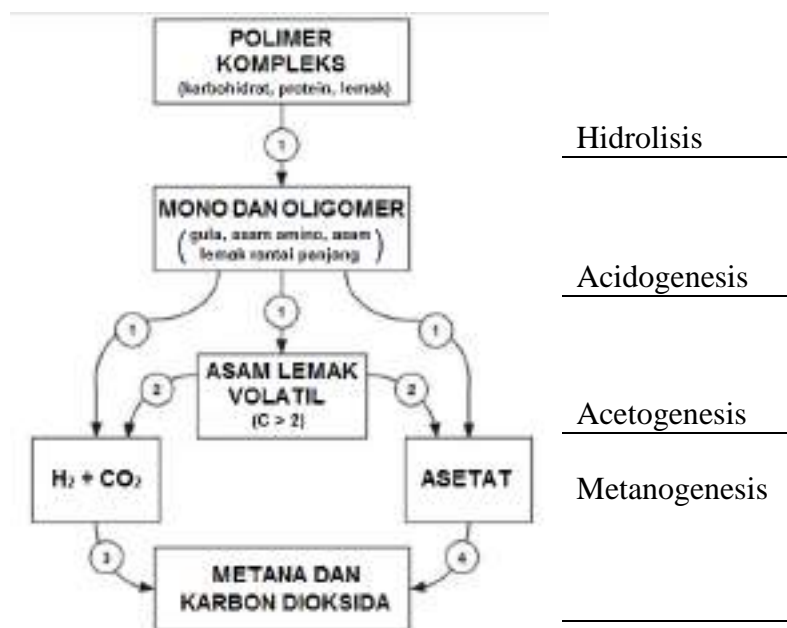 POLIMER
KOMPLEKS
(karbohidrat, protein, lemak)
1
Hidrolisis
MONO DAN OLIGOMER
( gula, asam amino, asam
lemak rantai panjang )
Acidogenesis
1
1
1
ASAM LEMAK
VOLATIL
(C > 2)
2
2
Acetogenesis
H₂ + CO₂
ASETAT
Metanogenesis
3
4
METANA DAN
KARBON DIOKSIDA